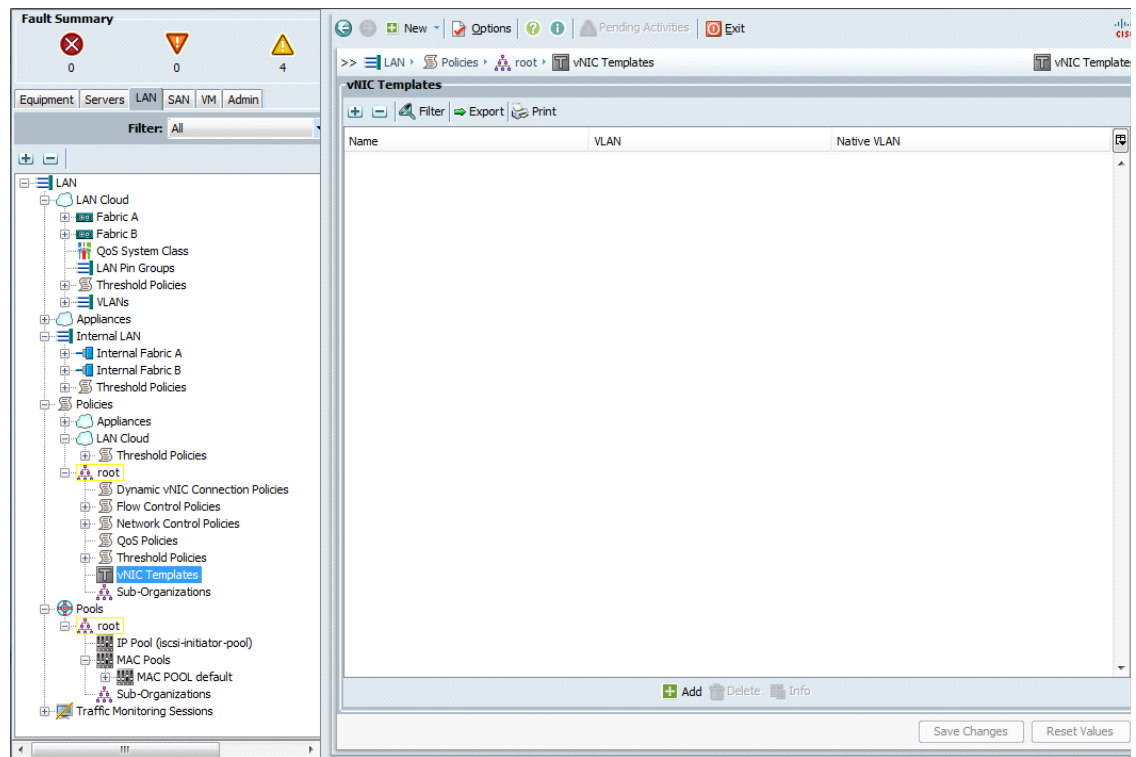 Fault Summary
0 0 4
Equipment Servers LAN SAN VM Admin
Filter: All
LAN
LAN Cloud
Fabric A
Fabric B
QoS System Class
LAN Pin Groups
Threshold Policies
VLANs
Appliances
Internal LAN
Internal Fabric A
Internal Fabric B
Threshold Policies
Policies
Appliances
LAN Cloud
Threshold Policies
root
Dynamic vNIC Connection Policies
Flow Control Policies
Network Control Policies
QoS Policies
Threshold Policies
vNIC Templates
Sub-Organizations
Pools
root
IP Pool (iscsi-initiator-pool)
MAC Pools
MAC POOL default
Sub-Organizations
Traffic Monitoring Sessions
New Options Pending Activities Exit
>> LAN Policies root vNIC Templates vNIC Template
vNIC Templates
Filter Export Print
Name VLAN Native VLAN
Add Delete Info
Save Changes Reset Values